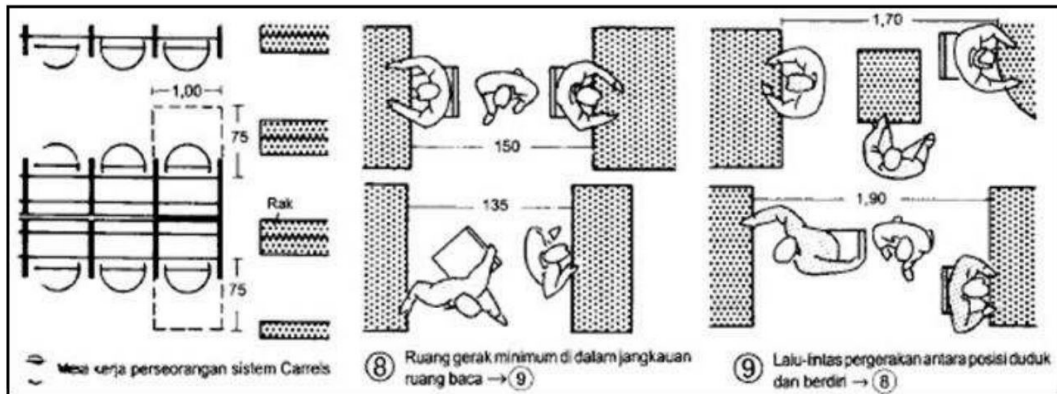 1,00
75
Rak
75
Meja kerja perseorangan sistem Carrels
150
135
8 Ruang gerak minimum di dalam jangkauan
ruang baca → 9
1,70
1,90
9 Lalu-lintas pergerakan antara posisi duduk
dan berdiri → 8